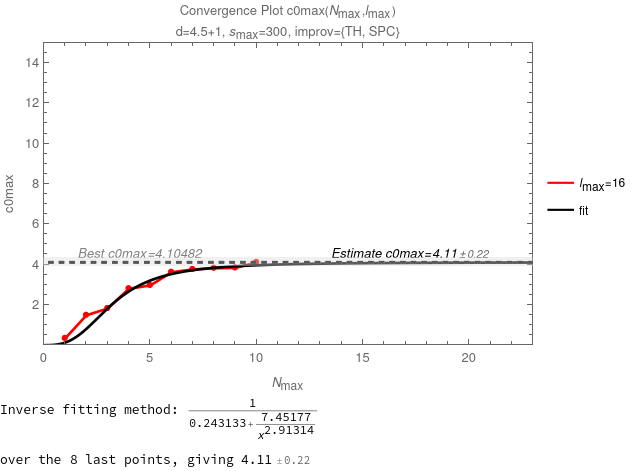 Convergence Plot c0max(Nmax,lmax)
d=4.5+1, smax=300, improv={TH, SPC}
14
12
10
8
6
4
2
c0max
Best c0max=4.10482
Estimate c0max=4.11 ±0.22
0 5 10 15 20
Nmax
lmax=16
fit
Inverse fitting method: 1
0.243133+ 7.45177
x^2.91314
over the 8 last points, giving 4.11 ±0.22